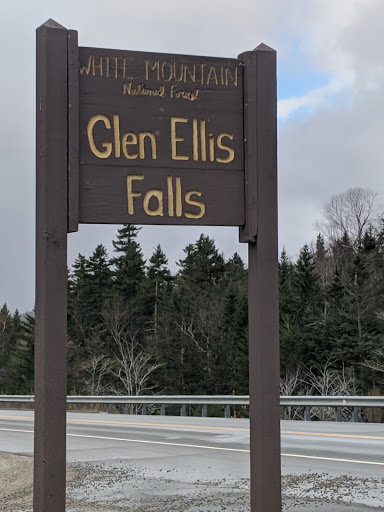 WHITE MOUNTAIN
National Forest
Glen Ellis
Falls